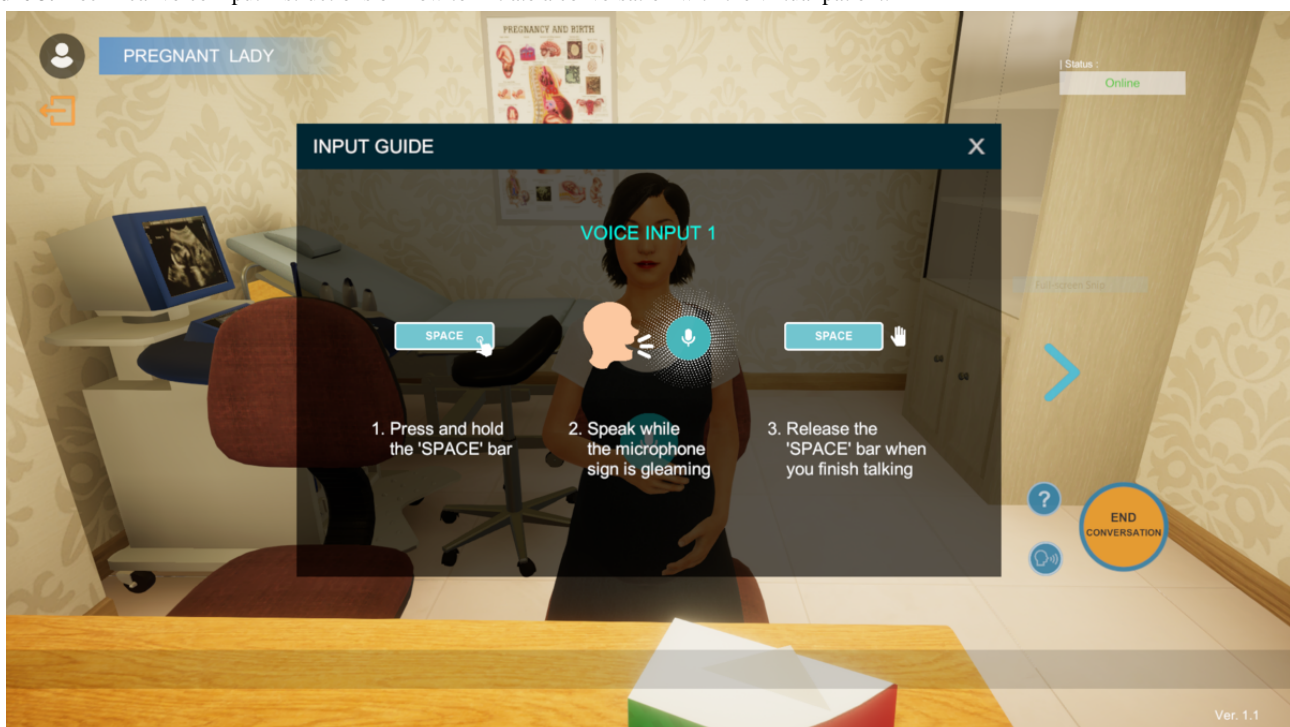 PREGNANT LADY
PREGNANCY AND BIRTH
| Status :
Online
INPUT GUIDE
X
VOICE INPUT 1
SPACE
SPACE
1. Press and hold
the 'SPACE' bar
2. Speak while
the microphone
sign is gleaming
3. Release the
'SPACE' bar when
you finish talking
?
END
CONVERSATION
Ver. 1.1